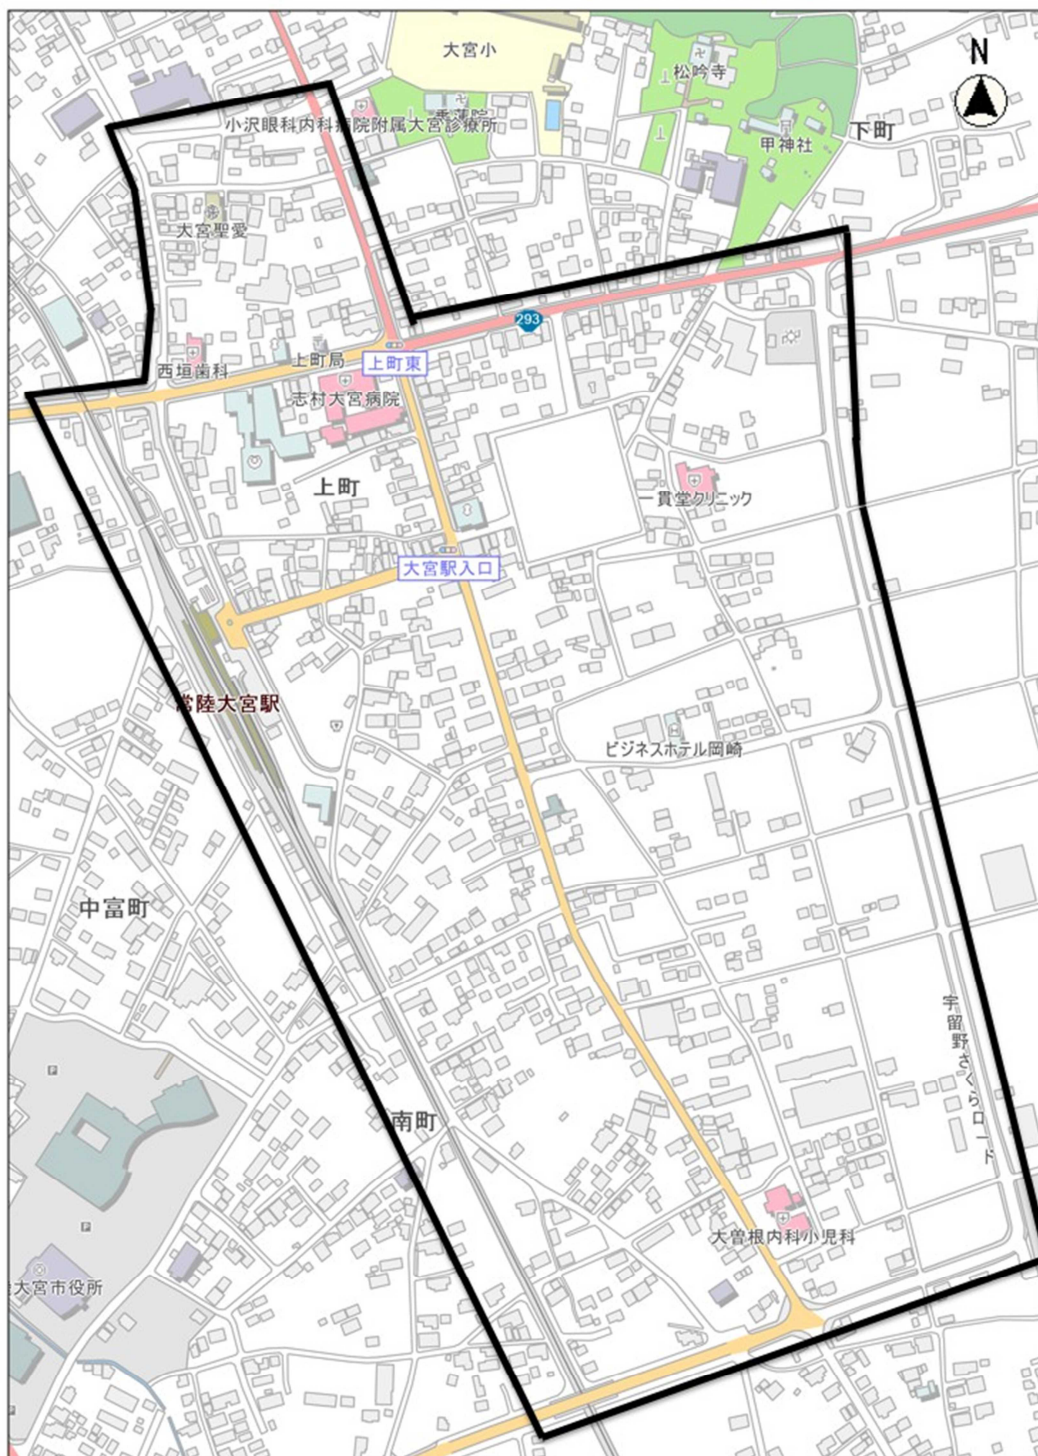 大宮小
N
松吟寺
小沢眼科内科病院附属大宮診療所
下町
甲神社
大宮聖愛
293
上町局
上町東
西垣歯科
志村大宮病院
上町
一貫堂クリニック
大宮駅入口
常陸大宮駅
ビジネスホテル岡崎
中富町
宇留野さくらロード
P
南町
P
大曽根内科小児科
大宮市役所